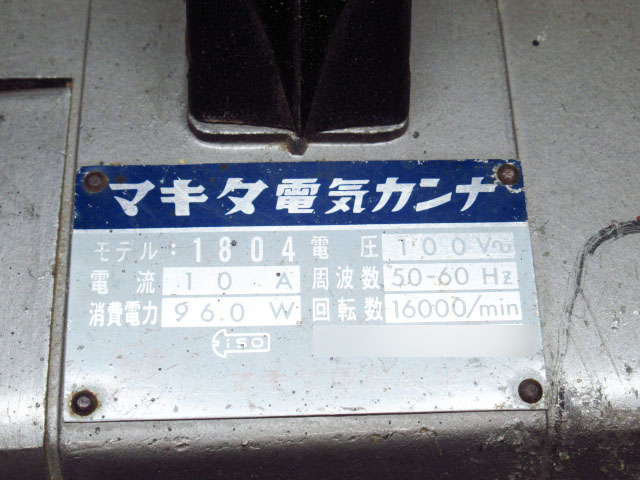 マキタ電気カンナ
モデル:1804 電圧 100V~
電流 10 A 周波数 50-60 Hz
消費電力 960 W 回転数 16000/min
iso